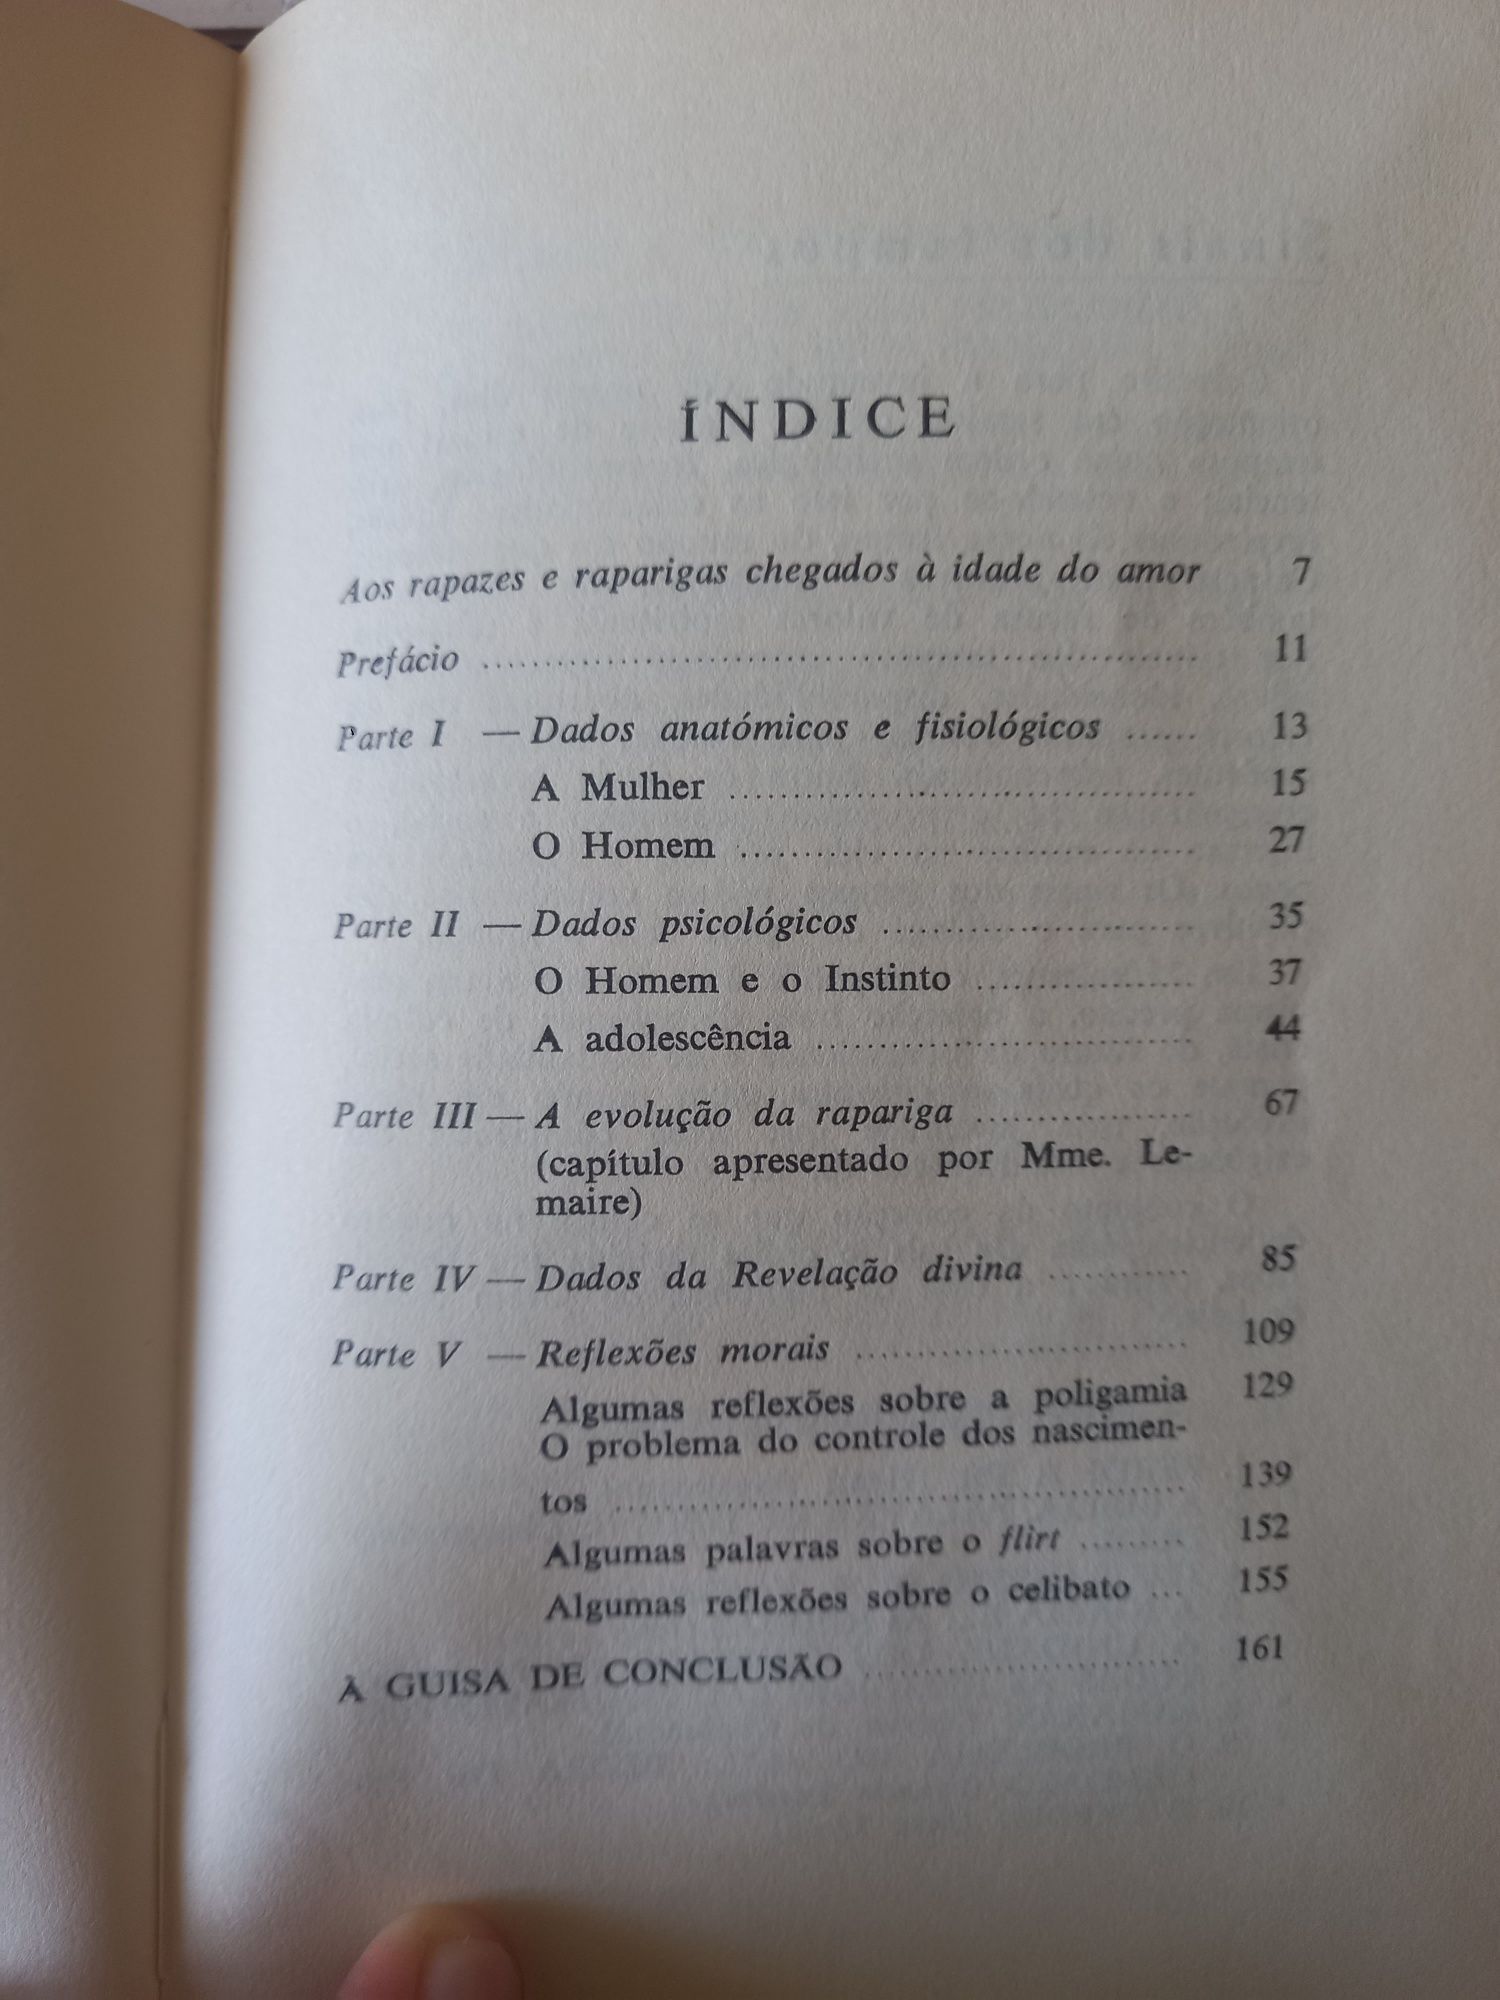 ÍNDICE
Aos rapazes e raparigas chegados à idade do amor 7
Prefácio ........................................................ 11
Parte I — Dados anatómicos e fisiológicos ...... 13
A Mulher ..................................... 15
O Homem .................................... 27
Parte II — Dados psicológicos ......................... 35
O Homem e o Instinto .................. 37
A adolescência .............................. 44
Parte III — A evolução da rapariga .................. 67
(capítulo apresentado por Mme. Le-
maire)
Parte IV — Dados da Revelação divina ............ 85
Parte V — Reflexões morais ........................... 109
Algumas reflexões sobre a poligamia 129
O problema do controle dos nascimen-
tos .............................................. 139
Algumas palavras sobre o flirt ......... 152
Algumas reflexões sobre o celibato ... 155
À GUISA DE CONCLUSÃO ......................... 161